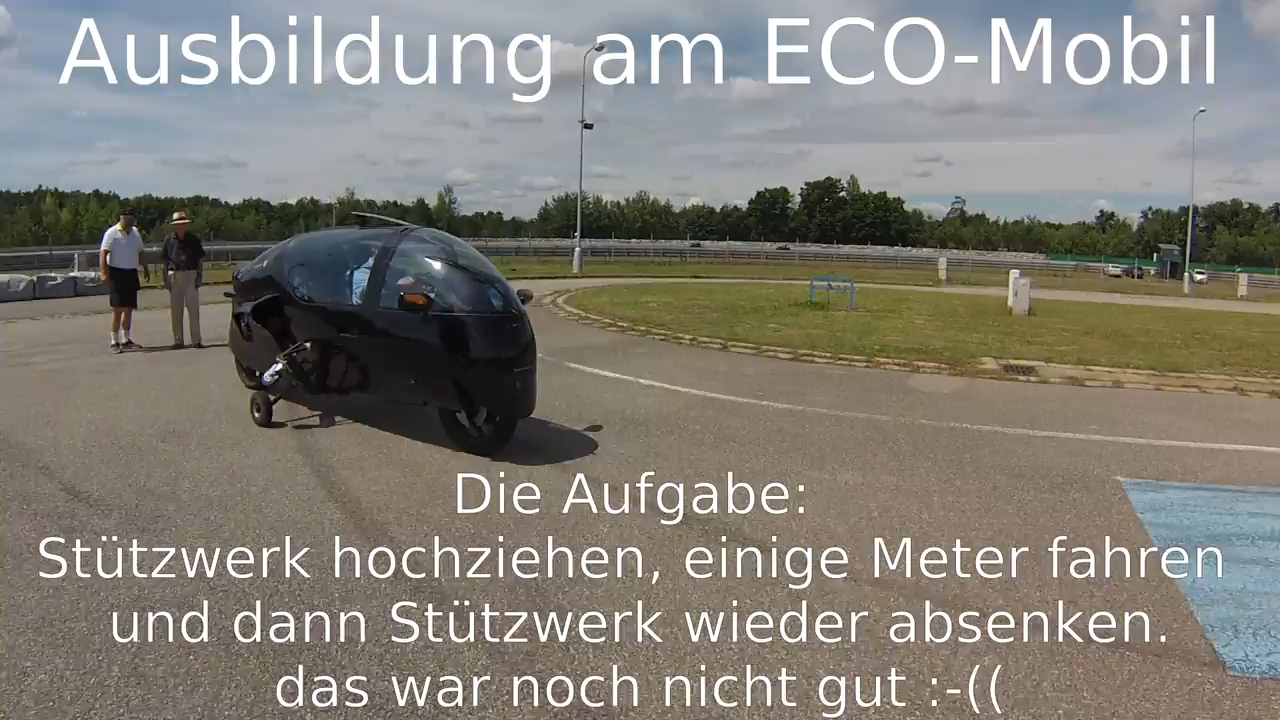 Ausbildung am ECO-Mobil
Die Aufgabe:
Stützwerk hochziehen, einige Meter fahren
und dann Stützwerk wieder absenken.
das war noch nicht gut :-((